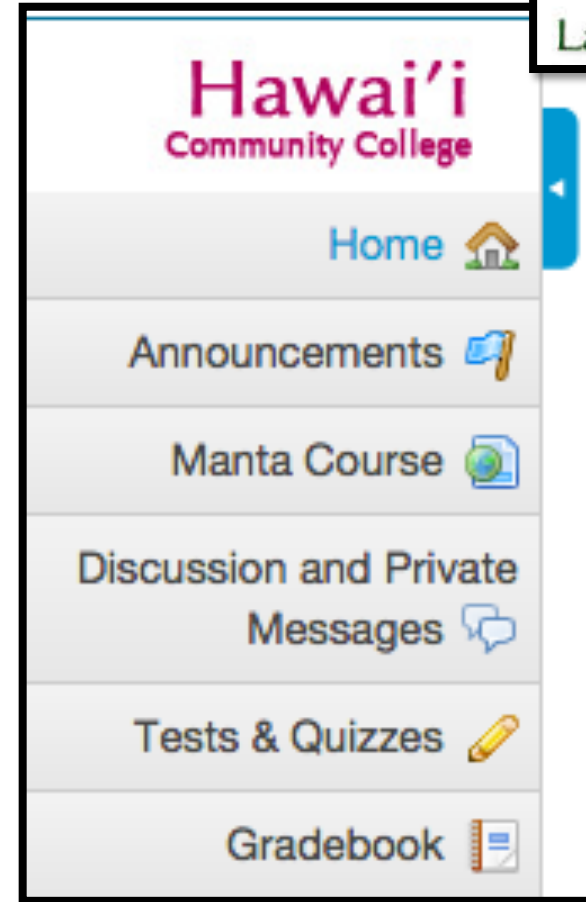 Hawai'i
Community College
Home
Announcements
Manta Course
Discussion and Private
Messages
Tests & Quizzes
Gradebook